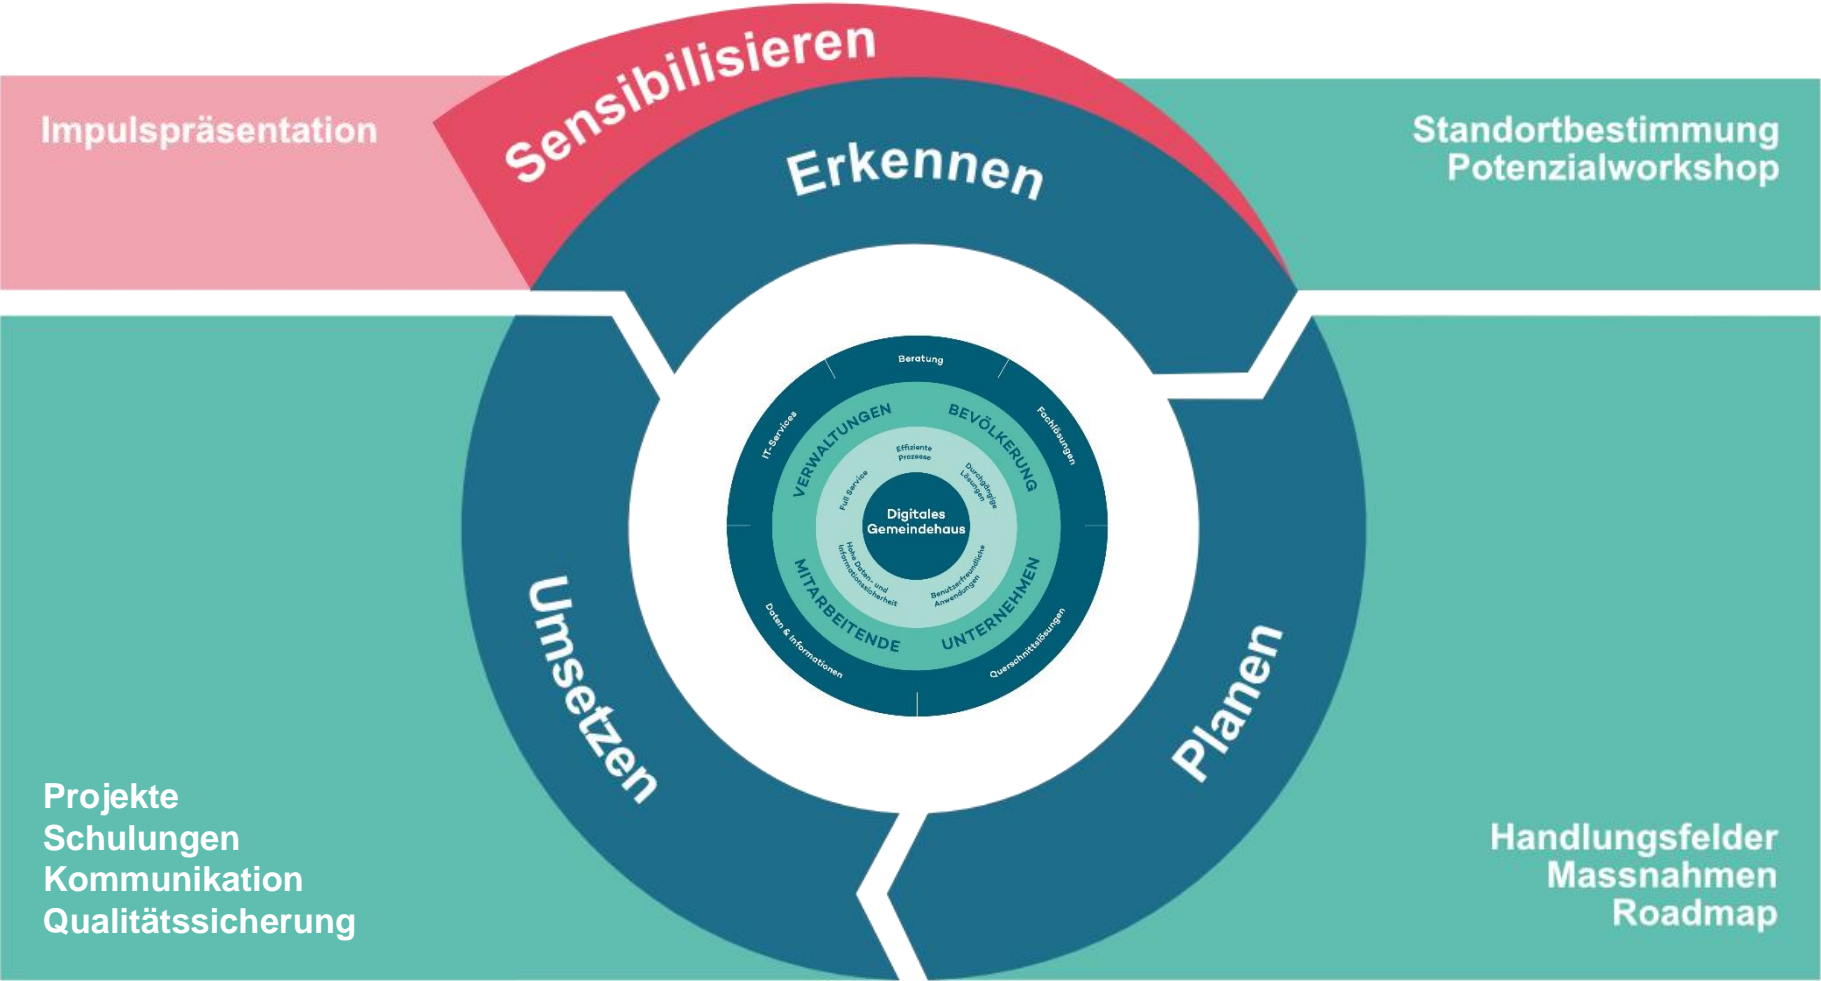 Sensibilisieren
Impulspräsentation
Erkennen
Standortbestimmung
Potenzialworkshop
Beratung
Fachlösungen
Querschnittslösungen
Daten & Informationen
IT-Services
VERWALTUNGEN
BEVÖLKERUNG
UNTERNEHMEN
MITARBEITENDE
Effiziente
Prozesse
Durchgängige
Lösungen
Benutzerfreundliche
Anwendungen
Hohe Daten- und
Informationssicherheit
Full Service
Digitales
Gemeindehaus
Planen
Handlungsfelder
Massnahmen
Roadmap
Umsetzen
Projekte
Schulungen
Kommunikation
Qualitätssicherung